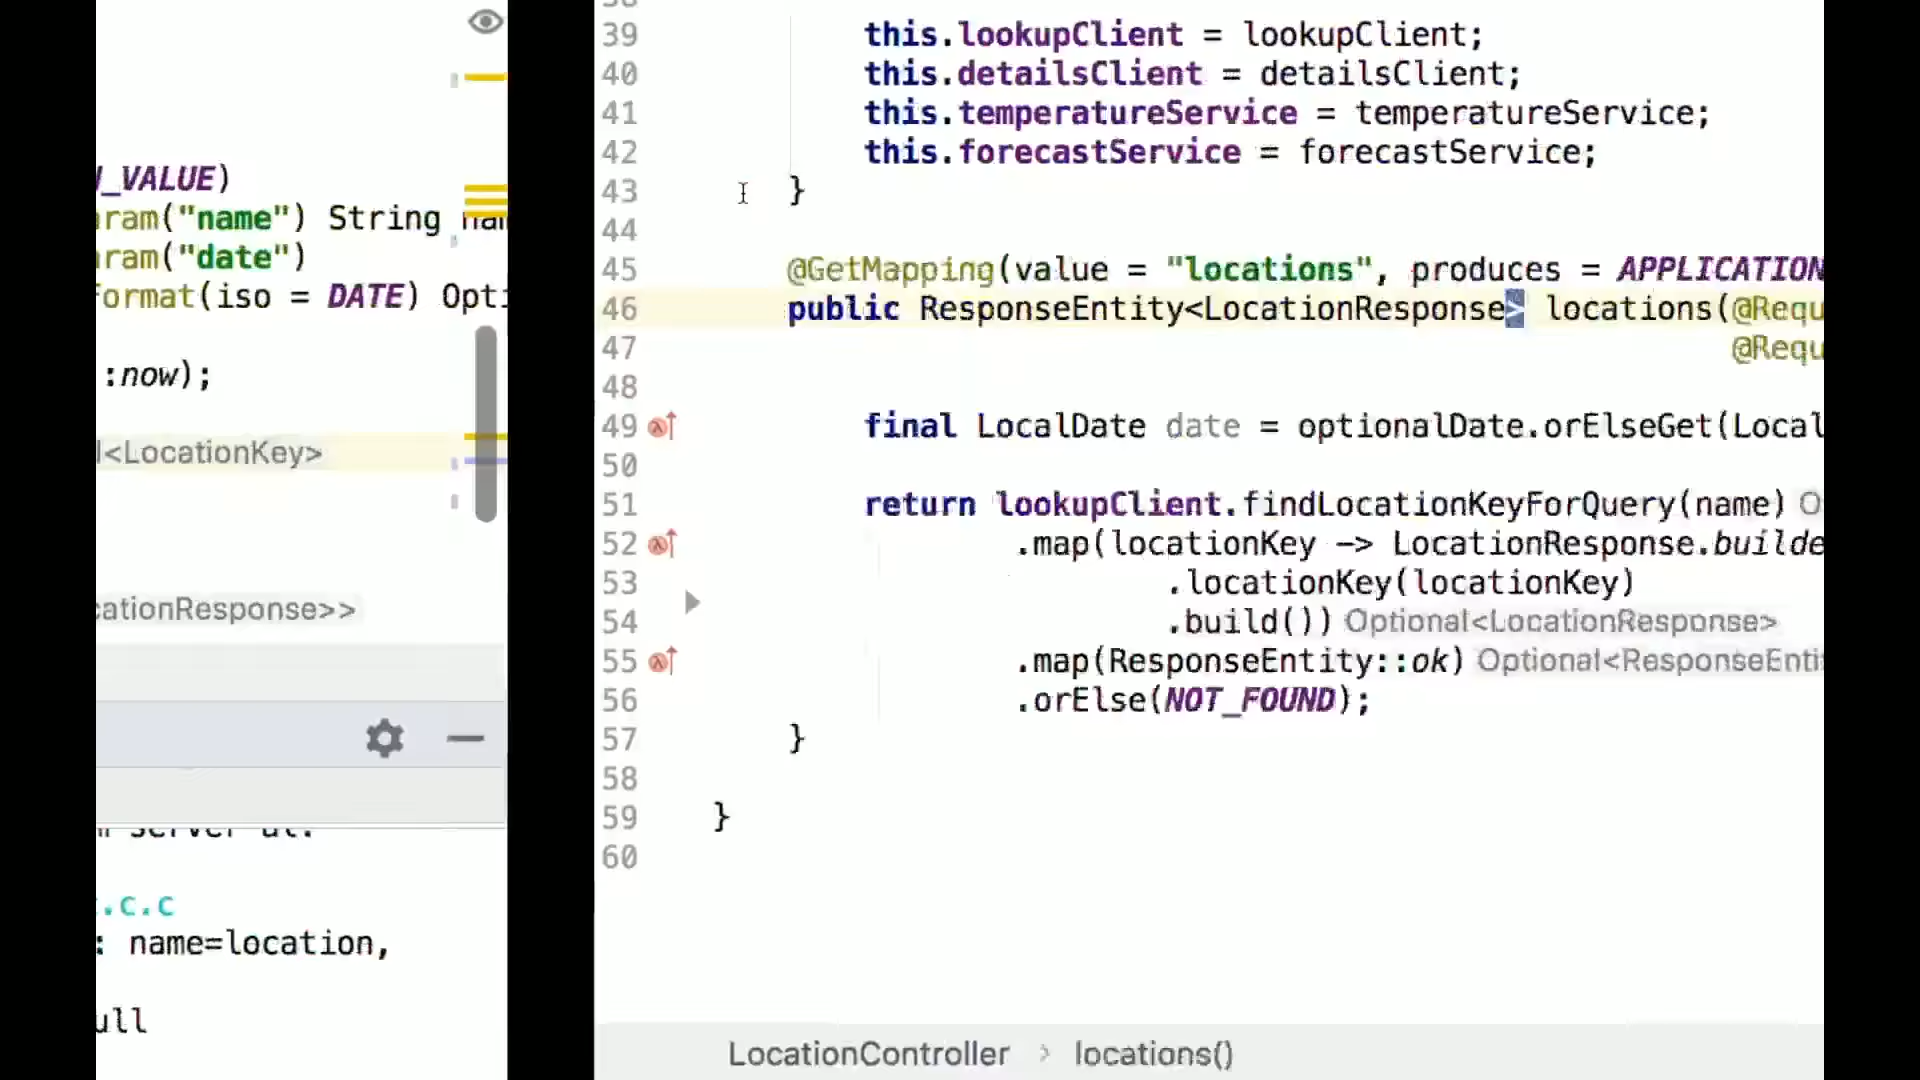 _VALUE)
ram("name") String
ram("date")
ormat(iso = DATE) Opt
:now);
<LocationKey>
ationResponse>>
server at:
.c.c
: name=location,
ull
39 this.lookupClient = lookupClient;
40 this.detailsClient = detailsClient;
41 this.temperatureService = temperatureService;
42 this.forecastService = forecastService;
43 }
44
45 @GetMapping(value = "locations", produces = APPLICATION
46 public ResponseEntity<LocationResponse> locations(@Requ
47 @Requ
48
49 final LocalDate date = optionalDate.orElseGet(Local
50
51 return lookupClient.findLocationKeyForQuery(name) O
52 .map(locationKey -> LocationResponse.builde
53 .locationKey(locationKey)
54 .build()) Optional<LocationResponse>
55 .map(ResponseEntity::ok) Optional<ResponseEnti
56 .orElse(NOT_FOUND);
57 }
58
59 }
60
LocationController > locations()